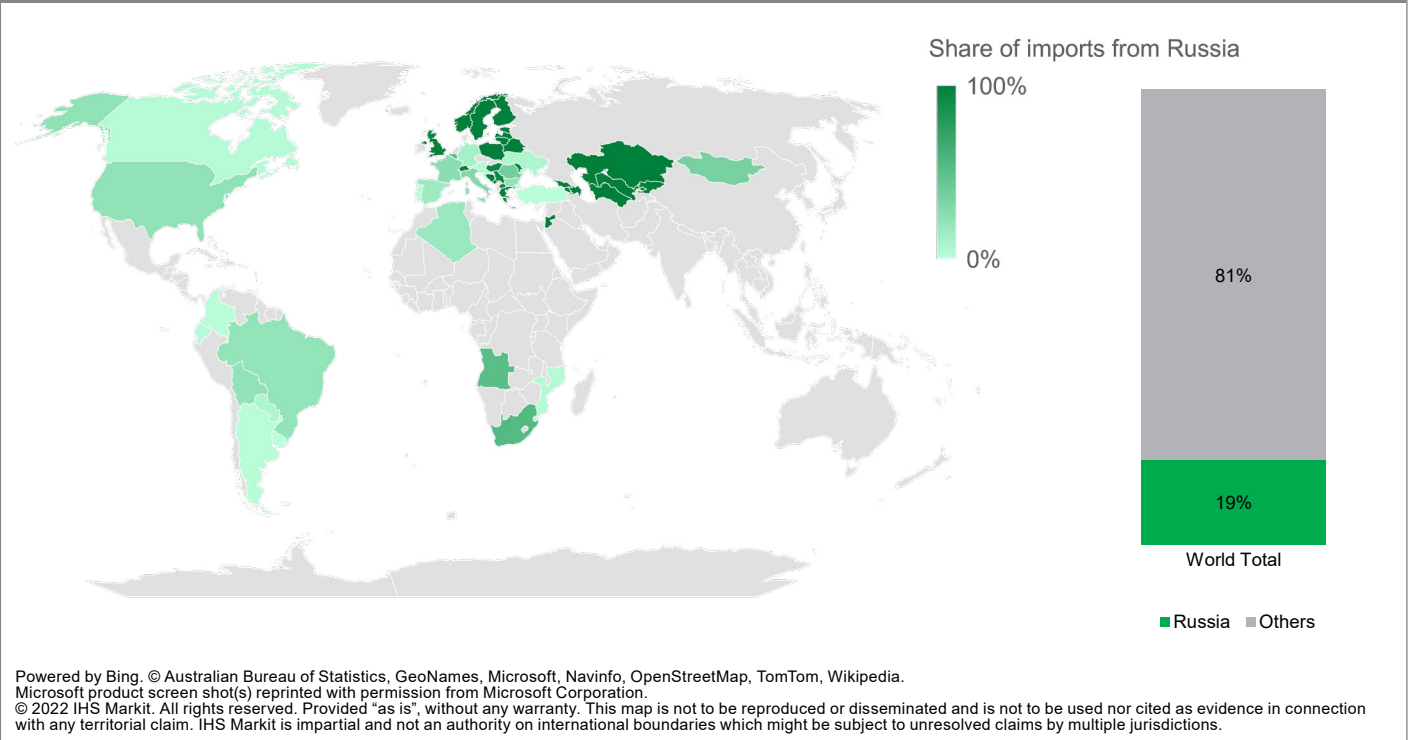 Share of imports from Russia
100%
0%
81%
19%
World Total
Russia Others
Powered by Bing. © Australian Bureau of Statistics, GeoNames, Microsoft, Navinfo, OpenStreetMap, TomTom, Wikipedia.
Microsoft product screen shot(s) reprinted with permission from Microsoft Corporation.
© 2022 IHS Markit. All rights reserved. Provided “as is”, without any warranty. This map is not to be reproduced or disseminated and is not to be used nor cited as evidence in connection
with any territorial claim. IHS Markit is impartial and not an authority on international boundaries which might be subject to unresolved claims by multiple jurisdictions.